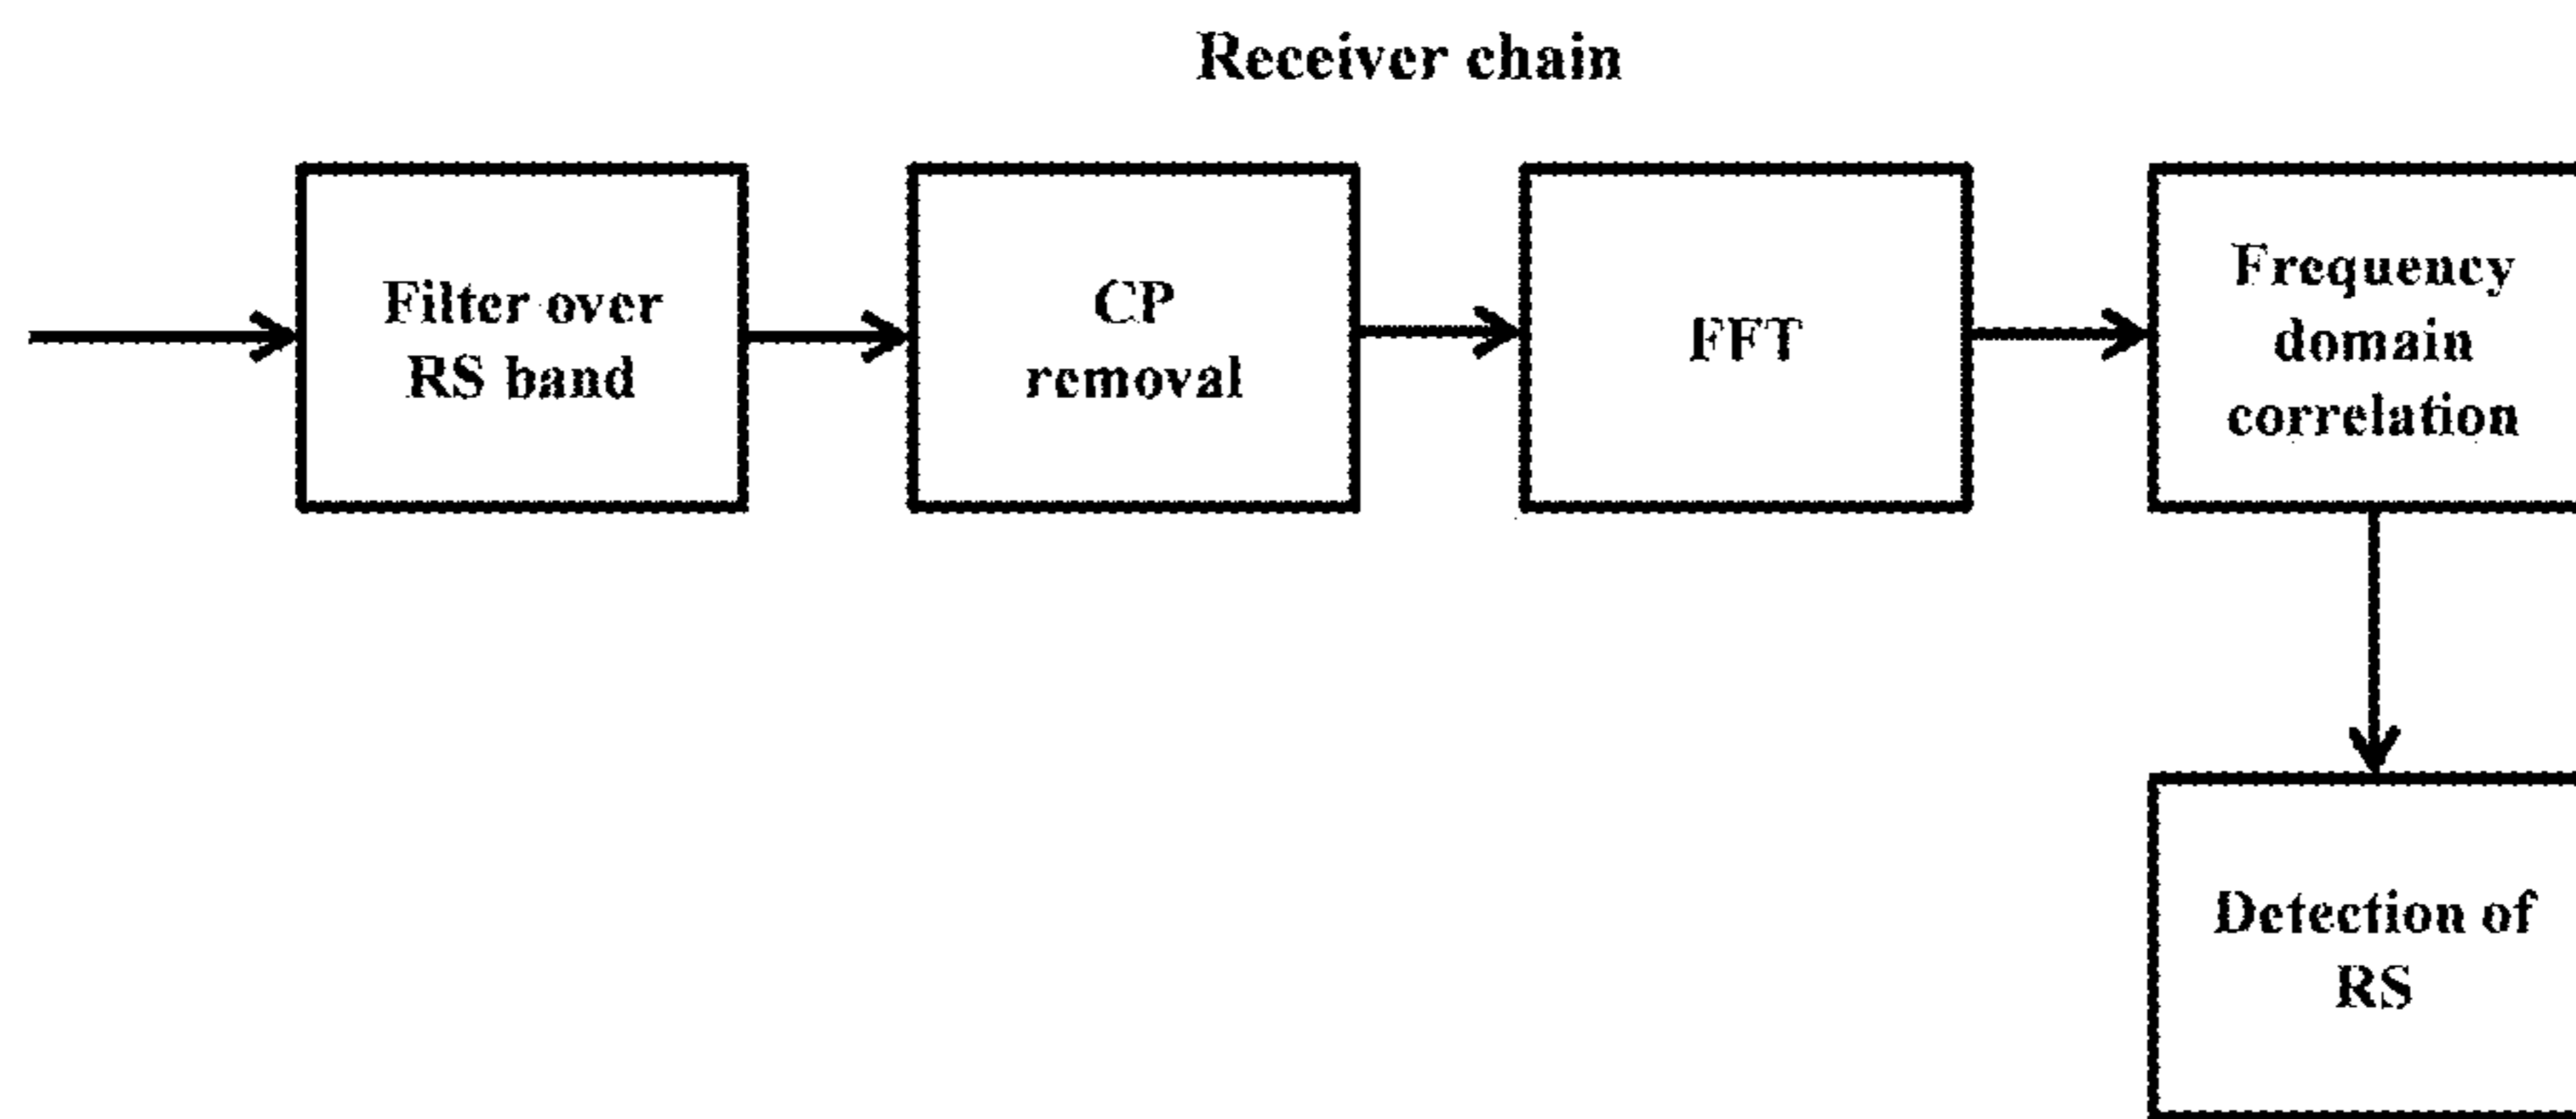 Receiver chain
Filter over
RS band
CP
removal
FFT
Frequency
domain
correlation
Detection of
RS